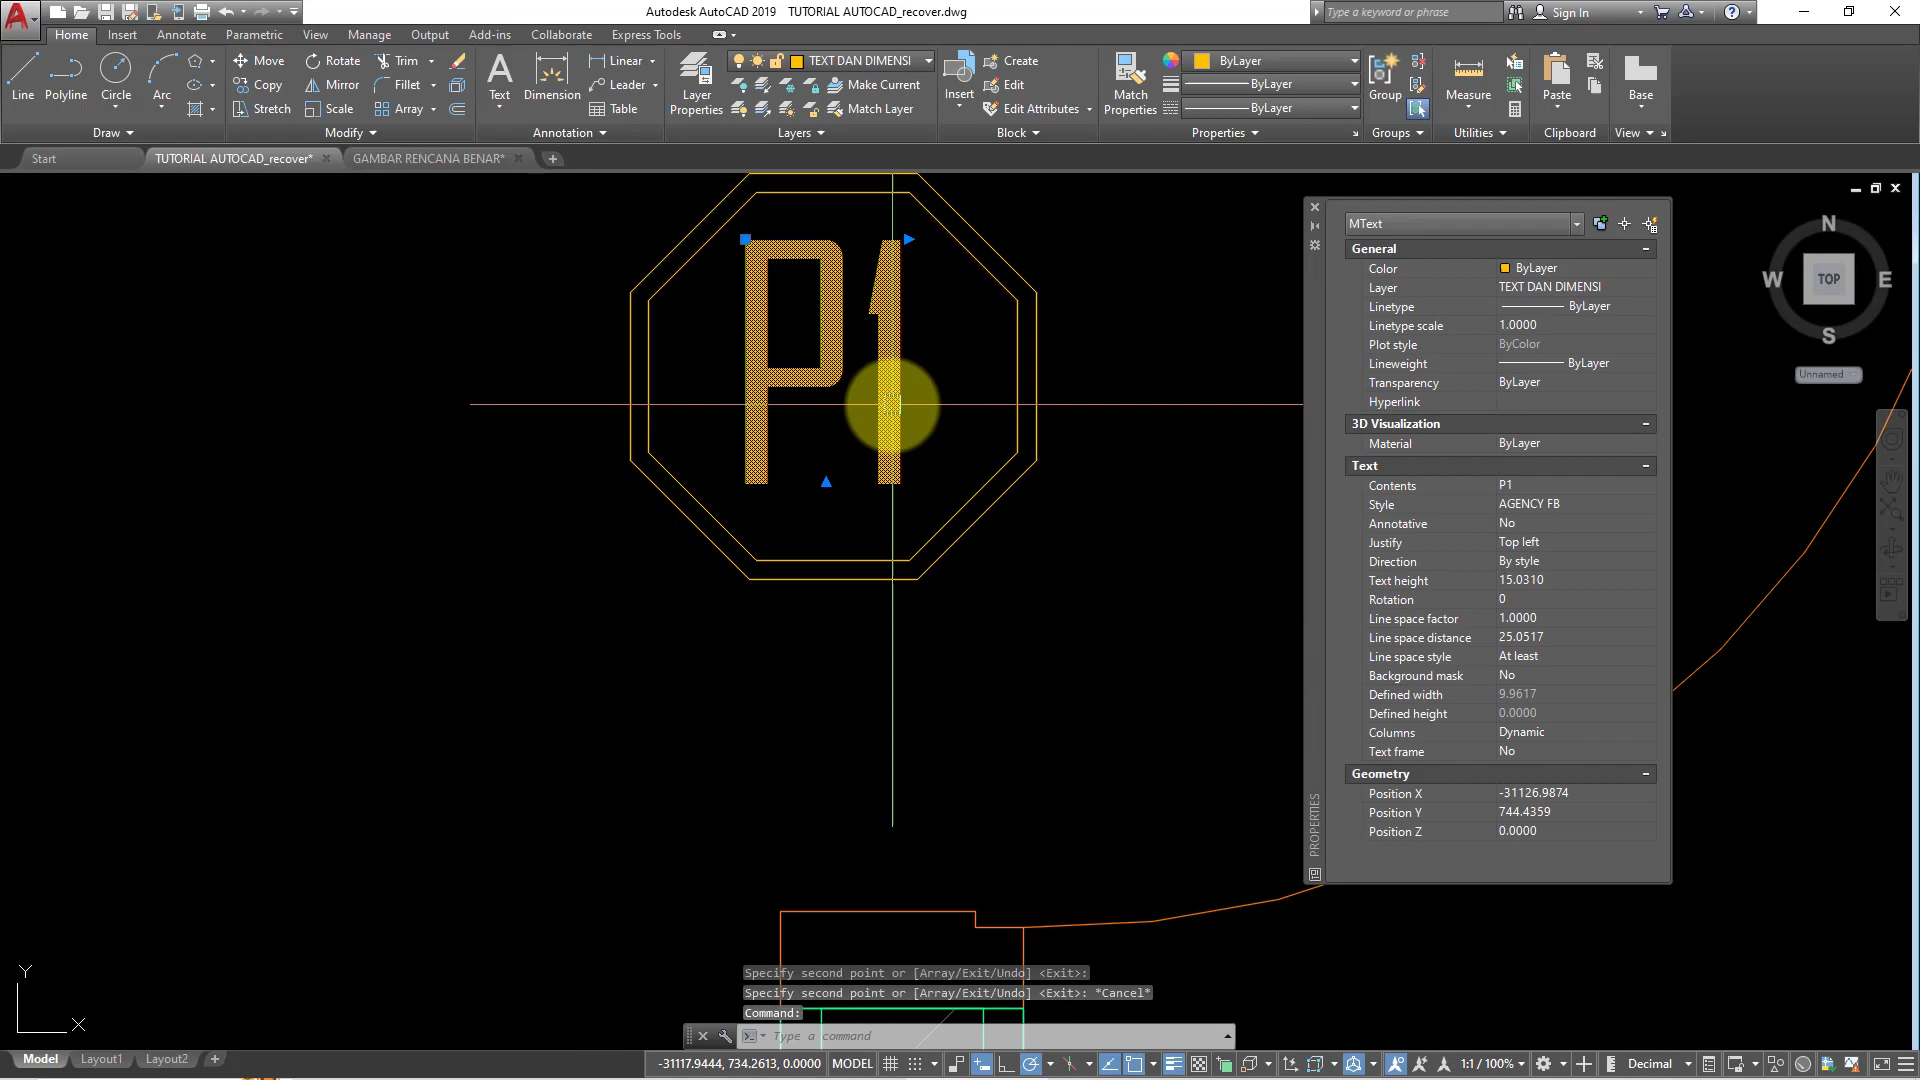 Autodesk AutoCAD 2019 TUTORIAL AUTOCAD_recover.dwg
Type a keyword or phrase
Sign In
Home Insert Annotate Parametric View Manage Output Add-ins Collaborate Express Tools
Line Polyline Circle Arc
Move Rotate Trim
Copy Mirror Fillet
Stretch Scale Array
Text Dimension
Linear
Leader
Table
Layer Properties
TEXT DAN DIMENSI
Make Current
Match Layer
Insert
Create
Edit
Edit Attributes
Match Properties
ByLayer
ByLayer
ByLayer
Group
Measure
Paste
Base
Draw Modify Annotation Layers Block Properties Groups Utilities Clipboard View
Start TUTORIAL AUTOCAD_recover* GAMBAR RENCANA BENAR*
P1
N
W TOP E
S
Unnamed
MText
General
Color ByLayer
Layer TEXT DAN DIMENSI
Linetype ByLayer
Linetype scale 1.0000
Plot style ByColor
Lineweight ByLayer
Transparency ByLayer
Hyperlink
3D Visualization
Material ByLayer
Text
Contents P1
Style AGENCY FB
Annotative No
Justify Top left
Direction By style
Text height 15.0310
Rotation 0
Line space factor 1.0000
Line space distance 25.0517
Line space style At least
Background mask No
Defined width 9.9617
Defined height 0.0000
Columns Dynamic
Text frame No
Geometry
Position X -31126.9874
Position Y 744.4359
Position Z 0.0000
PROPERTIES
Y
X
Specify second point or [Array/Exit/Undo] <Exit>:
Specify second point or [Array/Exit/Undo] <Exit>: *Cancel*
Command:
Type a command
Model Layout1 Layout2
-31117.9444, 734.2613, 0.0000 MODEL 1:1 / 100% Decimal